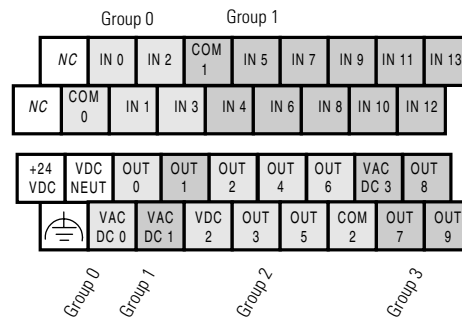 Group 0 Group 1
NC IN 0 IN 2 COM 1 IN 5 IN 7 IN 9 IN 11 IN 13
NC COM 0 IN 1 IN 3 IN 4 IN 6 IN 8 IN 10 IN 12
+24 VDC VDC NEUT OUT 0 OUT 1 OUT 2 OUT 4 OUT 6 VAC DC 3 OUT 8
VAC DC 0 VAC DC 1 VDC 2 OUT 3 OUT 5 COM 2 OUT 7 OUT 9
Group 0 Group 1 Group 2 Group 3